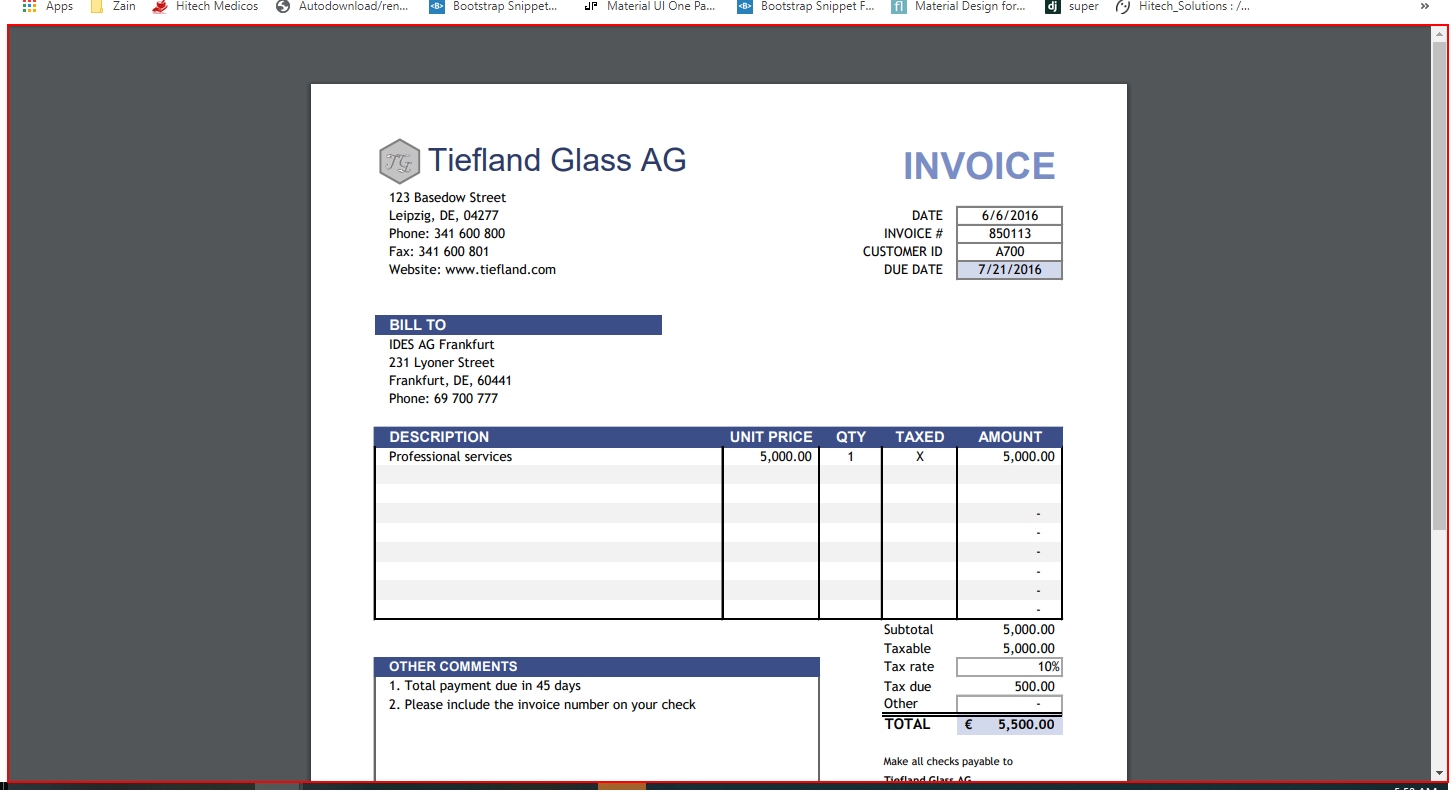 Apps Zain Hitech Medicos Autodownload/ren... <B> Bootstrap Snippet... Material UI One Pa... <B> Bootstrap Snippet F... fl Material Design for... dj super Hitech_Solutions : /... »
TG Tiefland Glass AG
INVOICE
123 Basedow Street
Leipzig, DE, 04277
Phone: 341 600 800
Fax: 341 600 801
Website: www.tiefland.com
DATE 6/6/2016
INVOICE # 850113
CUSTOMER ID A700
DUE DATE 7/21/2016
BILL TO
IDES AG Frankfurt
231 Lyoner Street
Frankfurt, DE, 60441
Phone: 69 700 777
DESCRIPTION UNIT PRICE QTY TAXED AMOUNT
Professional services 5,000.00 1 X 5,000.00
-
-
-
-
-
-
Subtotal 5,000.00
Taxable 5,000.00
Tax rate 10%
Tax due 500.00
Other -
TOTAL € 5,500.00
OTHER COMMENTS
1. Total payment due in 45 days
2. Please include the invoice number on your check
Make all checks payable to
Tiefland Glass AG